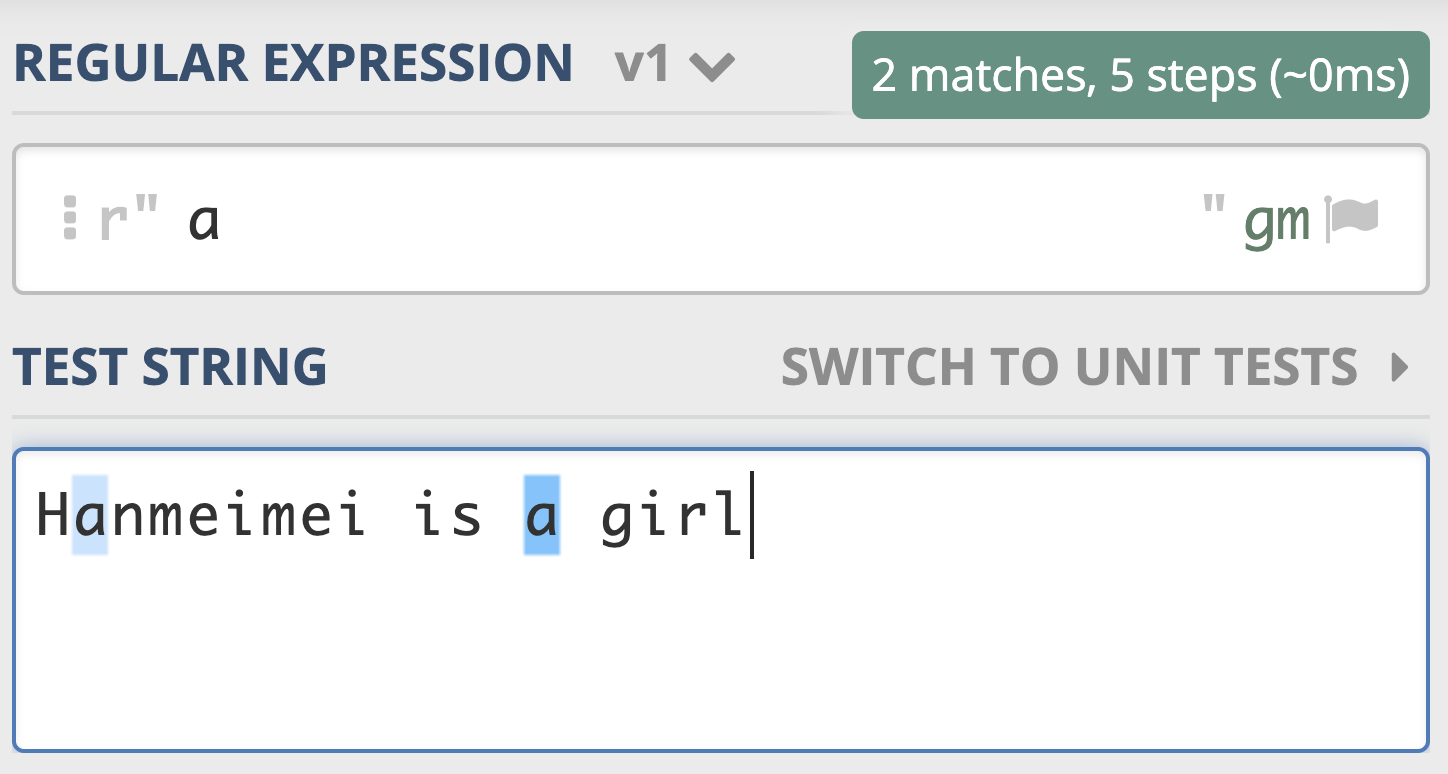 REGULAR EXPRESSION v1 2 matches, 5 steps (~0ms)
r" a " gm
TEST STRING SWITCH TO UNIT TESTS
Hanmeimei is a girl